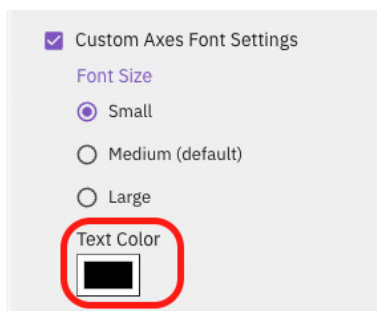 Custom Axes Font Settings
Font Size
Small
Medium (default)
Large
Text Color